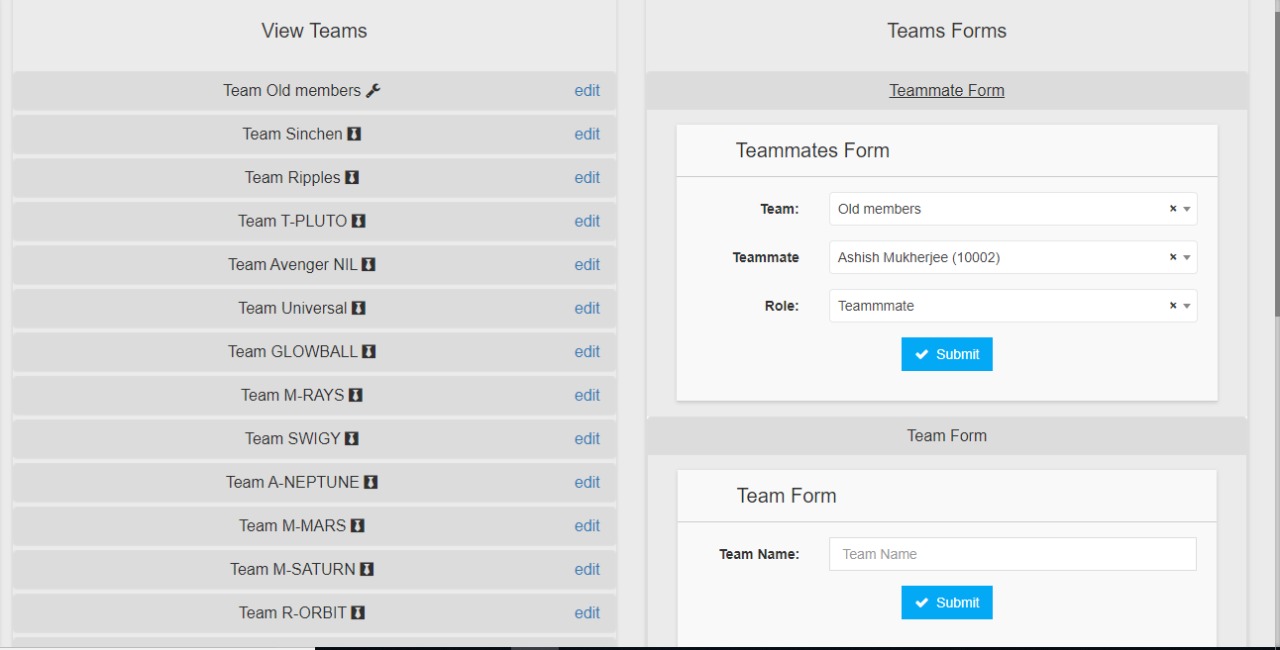 View Teams
Team Old members edit
Team Sinchen edit
Team Ripples edit
Team T-PLUTO edit
Team Avenger NIL edit
Team Universal edit
Team GLOWBALL edit
Team M-RAYS edit
Team SWIGY edit
Team A-NEPTUNE edit
Team M-MARS edit
Team M-SATURN edit
Team R-ORBIT edit
Teams Forms
Teammate Form
Teammates Form
Team: Old members ×
Teammate Ashish Mukherjee (10002) ×
Role: Teammmate ×
Submit
Team Form
Team Form
Team Name: Team Name
Submit